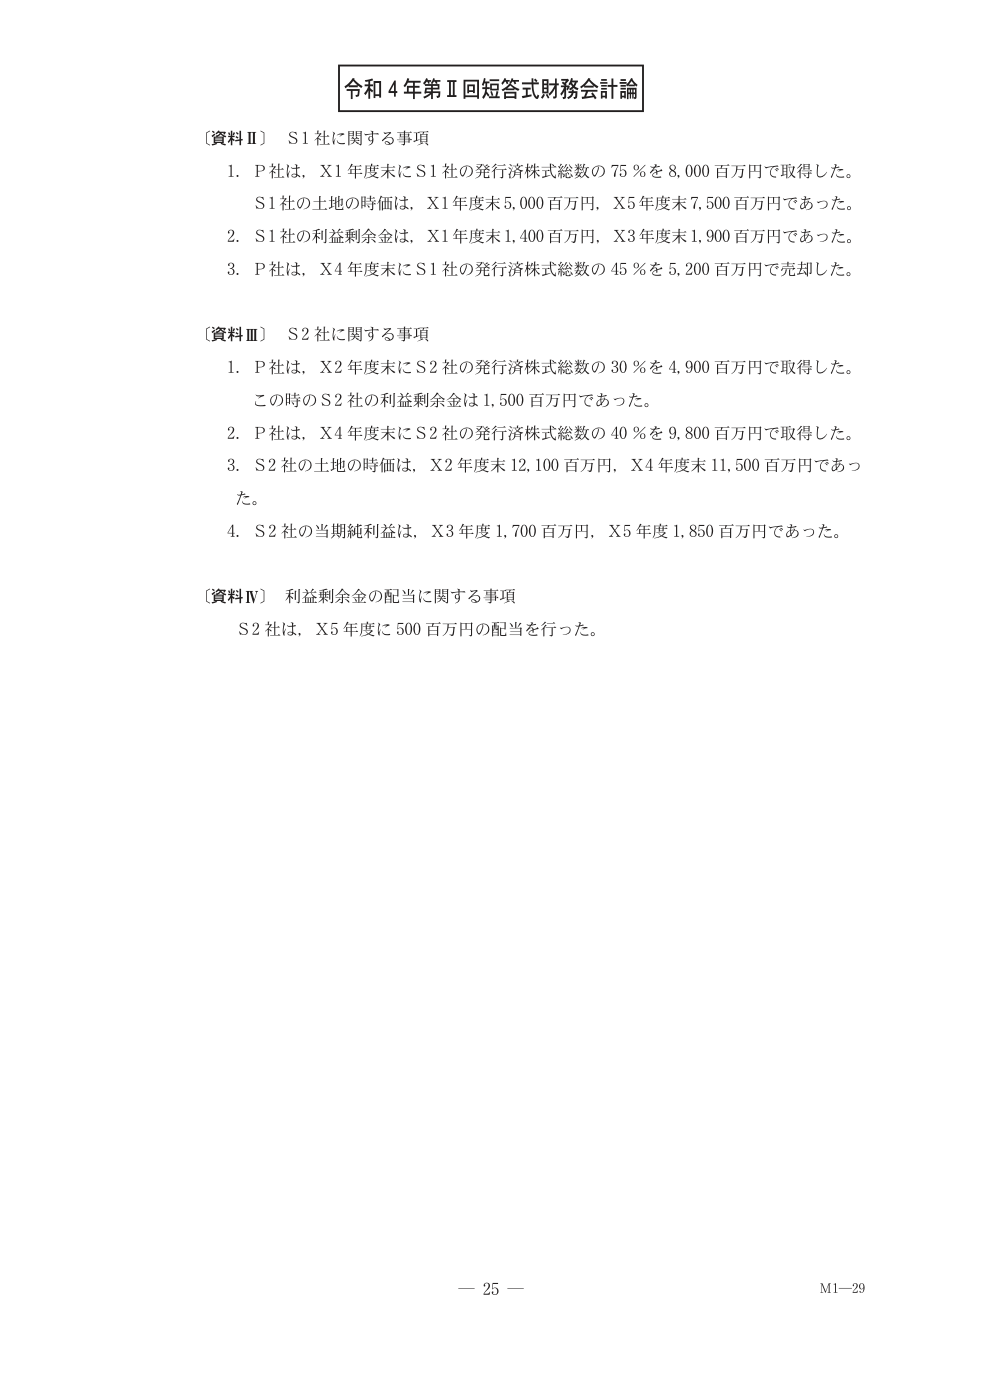 令和4年第Ⅱ回短答式財務会計論
〔資料Ⅱ〕 S1社に関する事項
1. P社は，X1年度末にS1社の発行済株式総数の75％を8,000百万円で取得した。
S1社の土地の時価は，X1年度末5,000百万円，X5年度末7,500百万円であった。
2. S1社の利益剰余金は，X1年度末1,400百万円，X3年度末1,900百万円であった。
3. P社は，X4年度末にS1社の発行済株式総数の45％を5,200百万円で売却した。
〔資料Ⅲ〕 S2社に関する事項
1. P社は，X2年度末にS2社の発行済株式総数の30％を4,900百万円で取得した。
この時のS2社の利益剰余金は1,500百万円であった。
2. P社は，X4年度末にS2社の発行済株式総数の40％を9,800百万円で取得した。
3. S2社の土地の時価は，X2年度末12,100百万円，X4年度末11,500百万円であっ
た。
4. S2社の当期純利益は，X3年度1,700百万円，X5年度1,850百万円であった。
〔資料Ⅳ〕 利益剰余金の配当に関する事項
S2社は，X5年度に500百万円の配当を行った。
— 25 —
M1—29